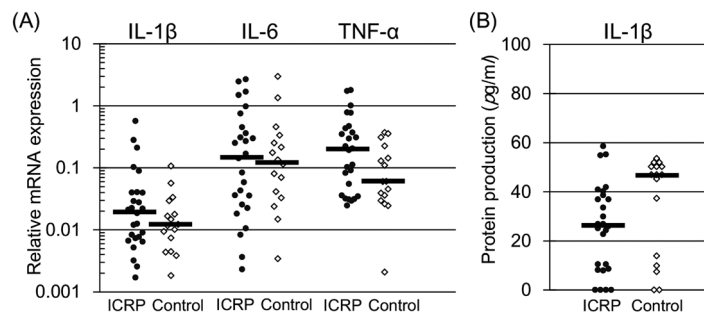 (A)
IL-1β IL-6 TNF-α
Relative mRNA expression
10
1
0.1
0.01
0.001
ICRP Control ICRP Control ICRP Control
(B)
IL-1β
Protein production (pg/ml)
100
80
60
40
20
0
ICRP Control